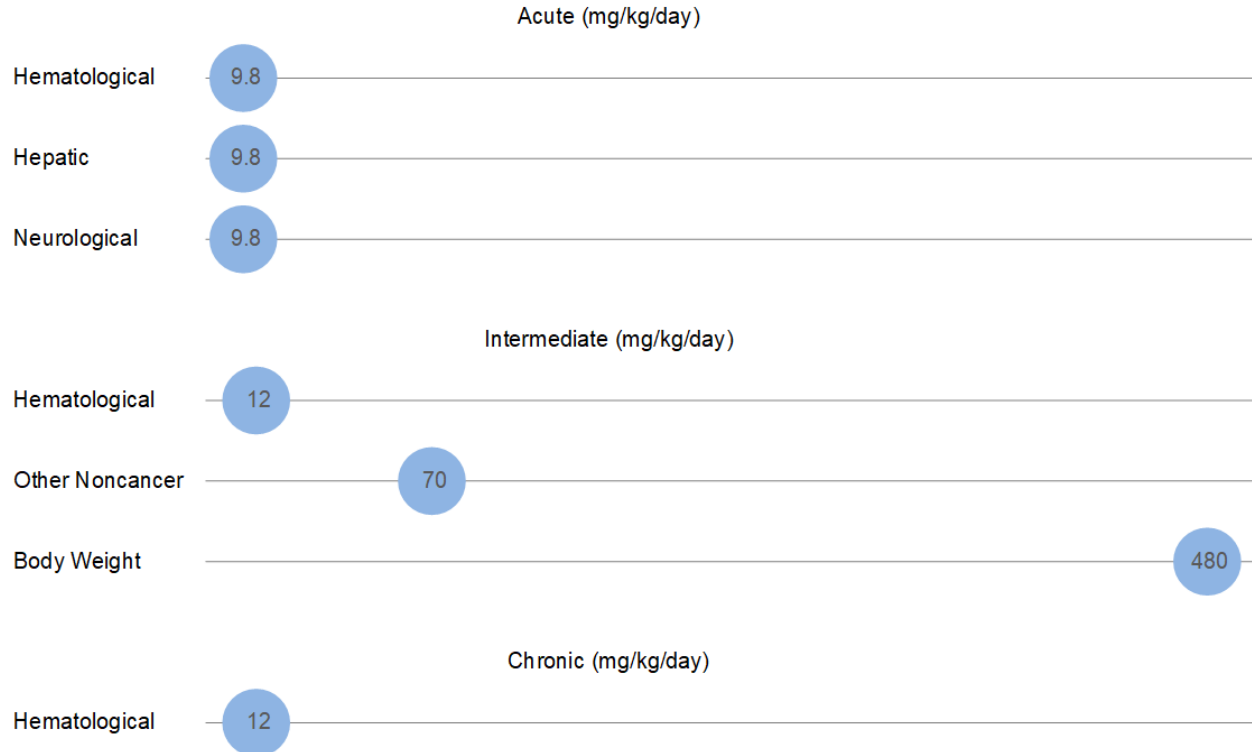 Acute (mg/kg/day)
Hematological 9.8
Hepatic 9.8
Neurological 9.8
Intermediate (mg/kg/day)
Hematological 12
Other Noncancer 70
Body Weight 480
Chronic (mg/kg/day)
Hematological 12